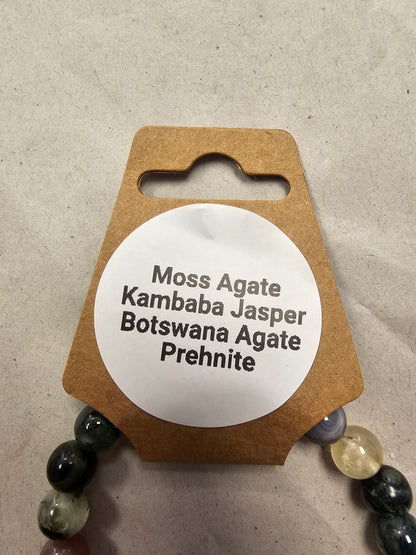 Moss Agate
Kambaba Jasper
Botswana Agate
Prehnite